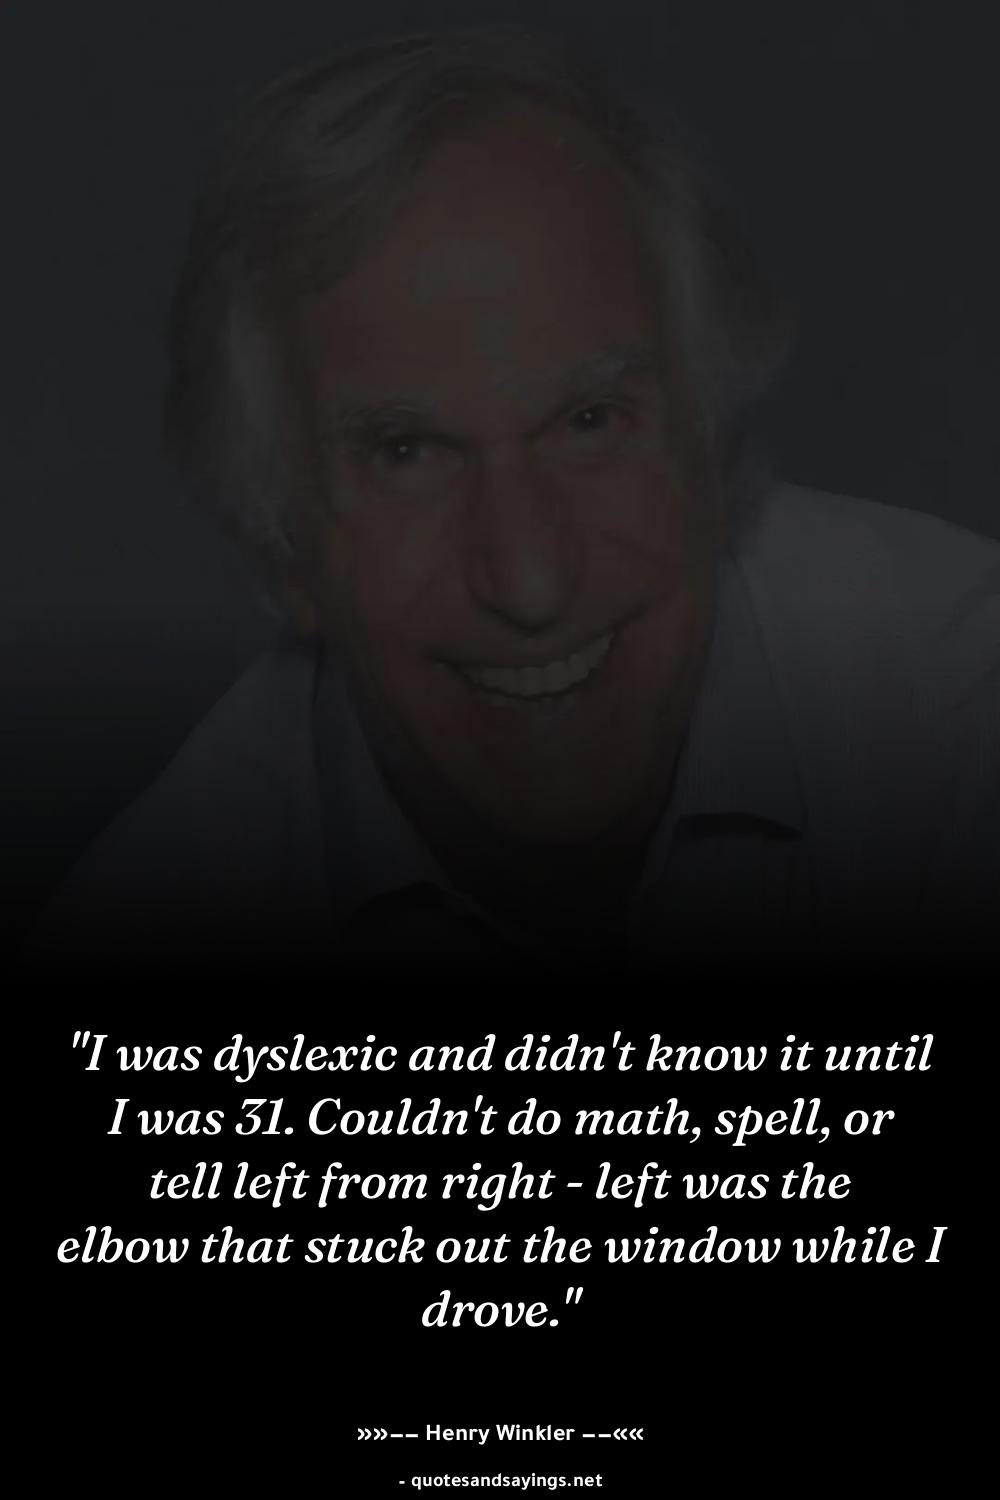 "I was dyslexic and didn't know it until
I was 31. Couldn't do math, spell, or
tell left from right - left was the
elbow that stuck out the window while I
drove."
»»−− Henry Winkler −−««
- quotesandsayings.net